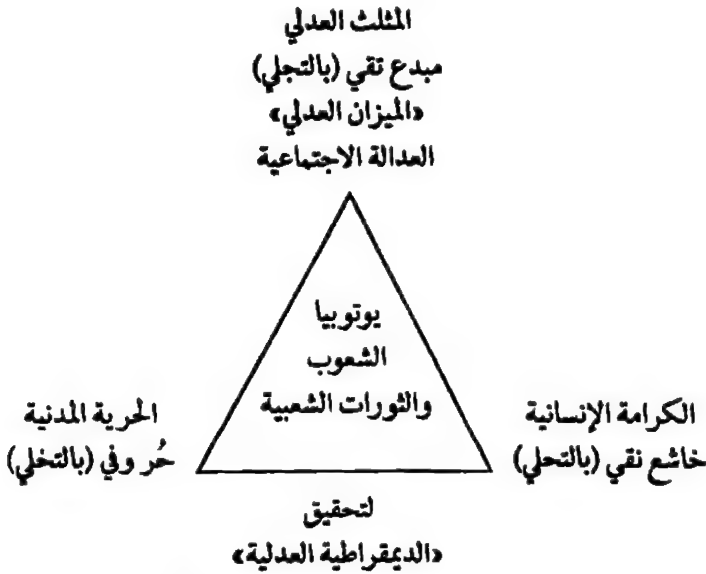 المثلث العدلي
مبدع تقي (بالتجلي)
«الميزان العدلي»
العدالة الاجتماعية
يوتوبيا
الشعوب
والثورات الشعبية
الكرامة الإنسانية
خاشع نقي (بالتحلي)
الحرية المدنية
حُر وفي (بالتخلي)
لتحقيق
«الديمقراطية العدلية»